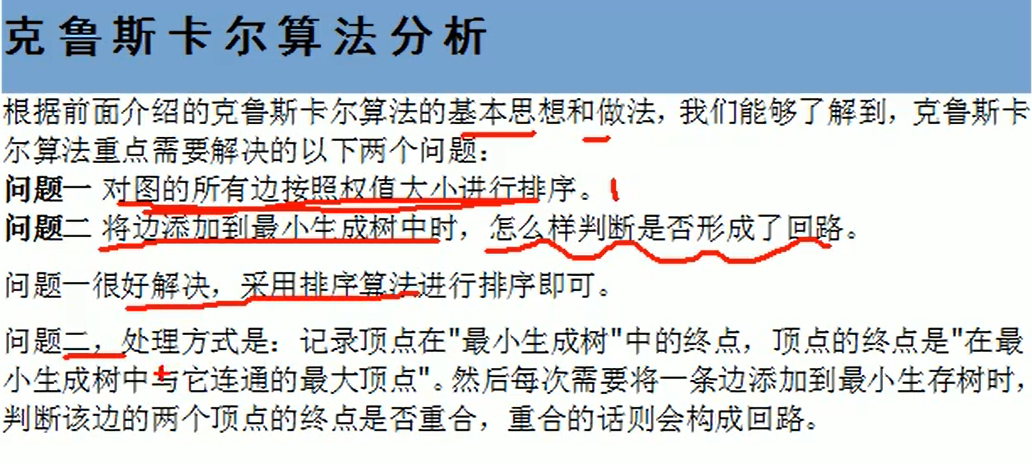 克鲁斯卡尔算法分析
根据前面介绍的克鲁斯卡尔算法的基本思想和做法，我们能够了解到，克鲁斯卡
尔算法重点需要解决的以下两个问题：
问题一 对图的所有边按照权值大小进行排序。
问题二 将边添加到最小生成树中时，怎么样判断是否形成了回路。
问题一很好解决，采用排序算法进行排序即可。
问题二，处理方式是：记录顶点在"最小生成树"中的终点，顶点的终点是"在最
小生成树中与它连通的最大顶点"。然后每次需要将一条边添加到最小生存树时，
判断该边的两个顶点的终点是否重合，重合的话则会构成回路。